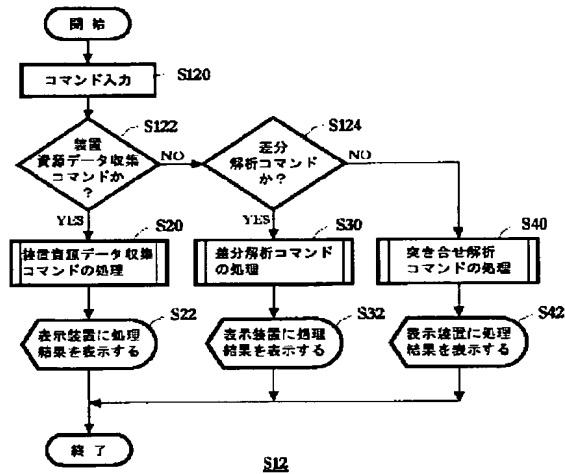 開始
コマンド入力
S120
装置
資源データ収集
コマンドか
?
S122
NO
YES
差分
解析コマンド
か?
S124
NO
YES
装置資源データ収集
コマンドの処理
S20
差分解析コマンド
の処理
S30
突き合せ解析
コマンドの処理
S40
表示装置に処理
結果を表示する
S22
表示装置に処理
結果を表示する
S32
表示装置に処理
結果を表示する
S42
終了
S12